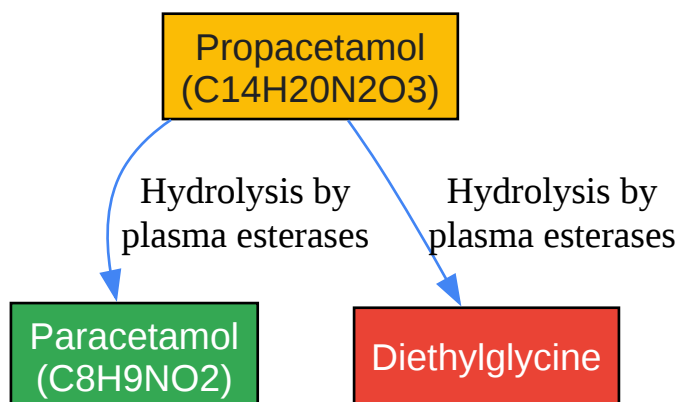 Propacetamol
(C14H20N2O3)
Hydrolysis by
plasma esterases
Hydrolysis by
plasma esterases
Paracetamol
(C8H9NO2)
Diethylglycine